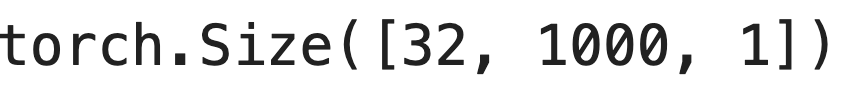 torch.Size([32, 1000, 1])